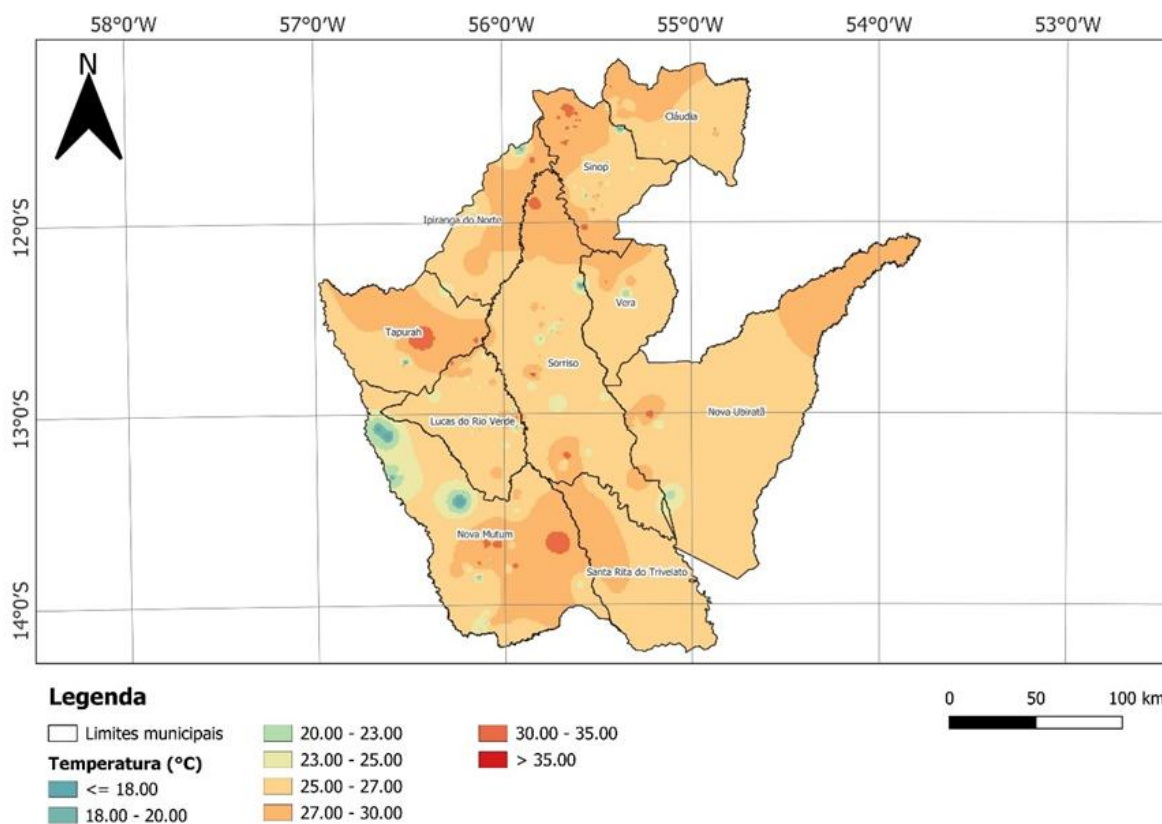 58°0'W 57°0'W 56°0'W 55°0'W 54°0'W 53°0'W
N
12°0'S
13°0'S
14°0'S
Cláudia
Sinop
Ipiranga do Norte
Vera
Tapurah
Sorriso
Nova Ubiratã
Lucas do Rio Verde
Nova Mutum
Santa Rita do Trivelato
Legenda
Limites municipais
Temperatura (°C)
<= 18.00
18.00 - 20.00
20.00 - 23.00
23.00 - 25.00
25.00 - 27.00
27.00 - 30.00
30.00 - 35.00
> 35.00
0 50 100 km